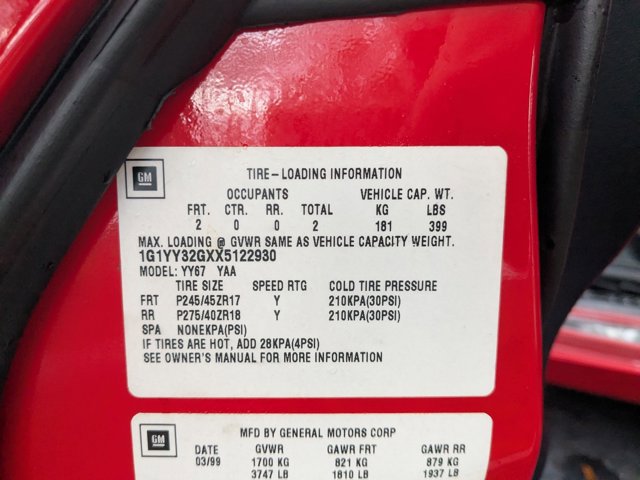 GM
TIRE-LOADING INFORMATION
OCCUPANTS VEHICLE CAP. WT.
FRT. CTR. RR. TOTAL KG LBS
2 0 0 2 181 399
MAX. LOADING @ GVWR SAME AS VEHICLE CAPACITY WEIGHT.
1G1YY32GXX5122930
MODEL: YY67 YAA
TIRE SIZE SPEED RTG COLD TIRE PRESSURE
FRT P245/45ZR17 Y 210KPA(30PSI)
RR P275/40ZR18 Y 210KPA(30PSI)
SPA NONEKPA(PSI)
IF TIRES ARE HOT, ADD 28KPA(4PSI)
SEE OWNER'S MANUAL FOR MORE INFORMATION
GM
MFD BY GENERAL MOTORS CORP
DATE GVWR GAWR FRT GAWR RR
03/99 1700 KG 821 KG 879 KG
3747 LB 1810 LB 1937 LB